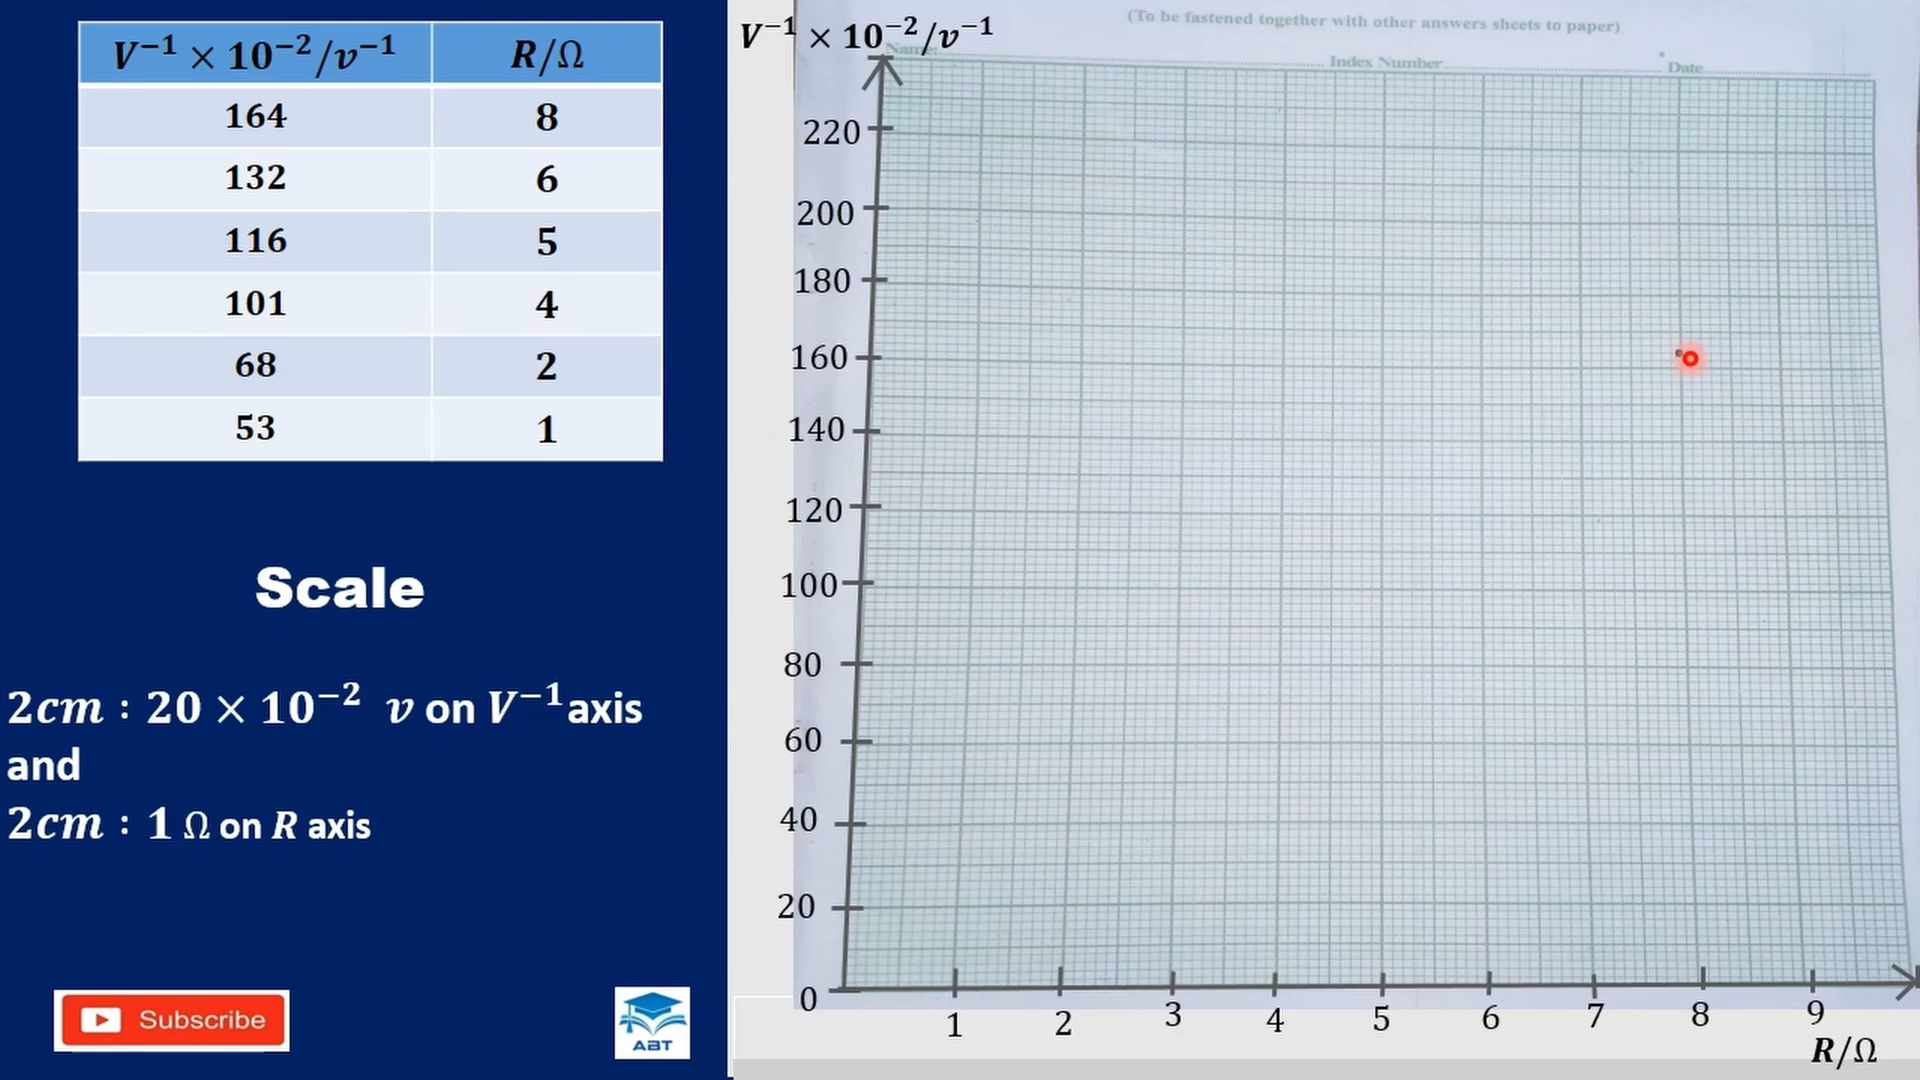 V⁻¹ × 10⁻²/v⁻¹ R/Ω
164 8
132 6
116 5
101 4
68 2
53 1
Scale
2cm : 20 × 10⁻² v on V⁻¹ axis
and
2cm : 1 Ω on R axis
Subscribe
ABT
V⁻¹ × 10⁻²/v⁻¹
(To be fastened together with other answers sheets to paper)
Name: Index Number Date
220
200
180
160
140
120
100
80
60
40
20
0
1 2 3 4 5 6 7 8 9
R/Ω